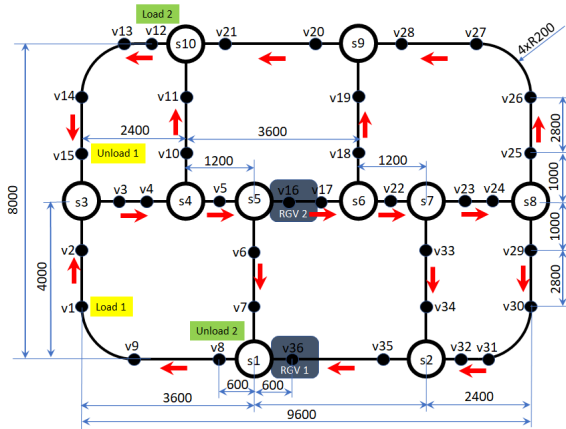 Load 2
v13 v12 v21 v20 v28 v27
s10 s9
4xR200
v14 v11 v19 v26
2400 3600 2800
v15 Unload 1 v10 1200 v18 1200 v25
1000
8000
v3 v4 v5 v16 v17 v22 v23 v24
s3 s4 s5 s6 s7 s8
RGV 2
1000
v2 v6 v33 v29
4000 2800
v1 Load 1 v7 v34 v30
Unload 2
v9 v8 v36 v35 v32 v31
s1 s2
RGV 1
600 600
3600 2400
9600